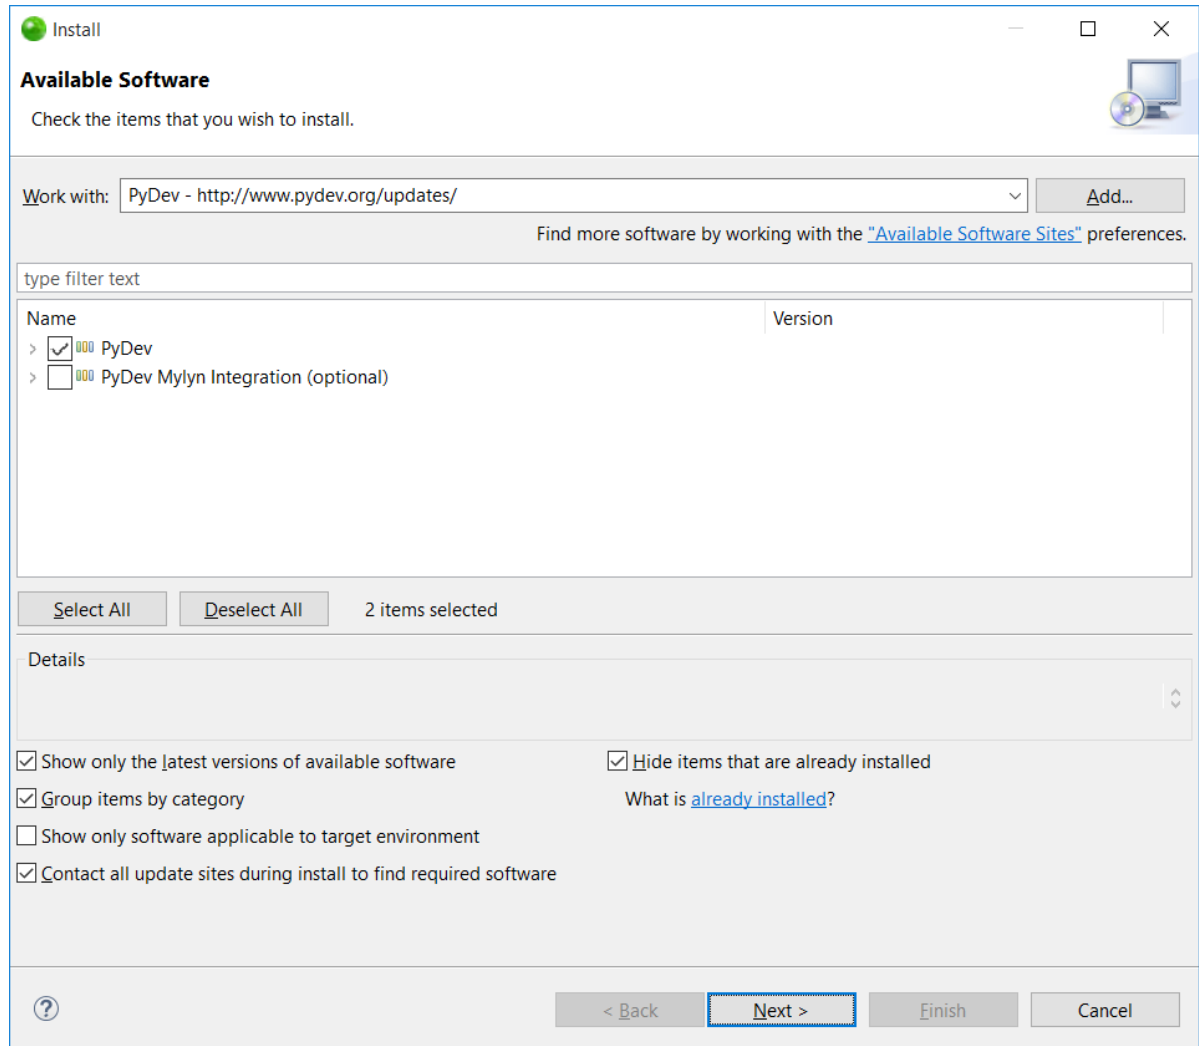 Install
Available Software
Check the items that you wish to install.
Work with: PyDev - http://www.pydev.org/updates/ Add...
Find more software by working with the "Available Software Sites" preferences.
type filter text
Name Version
PyDev
PyDev Mylyn Integration (optional)
Select All Deselect All 2 items selected
Details
Show only the latest versions of available software Hide items that are already installed
Group items by category What is already installed?
Show only software applicable to target environment
Contact all update sites during install to find required software
? < Back Next > Finish Cancel